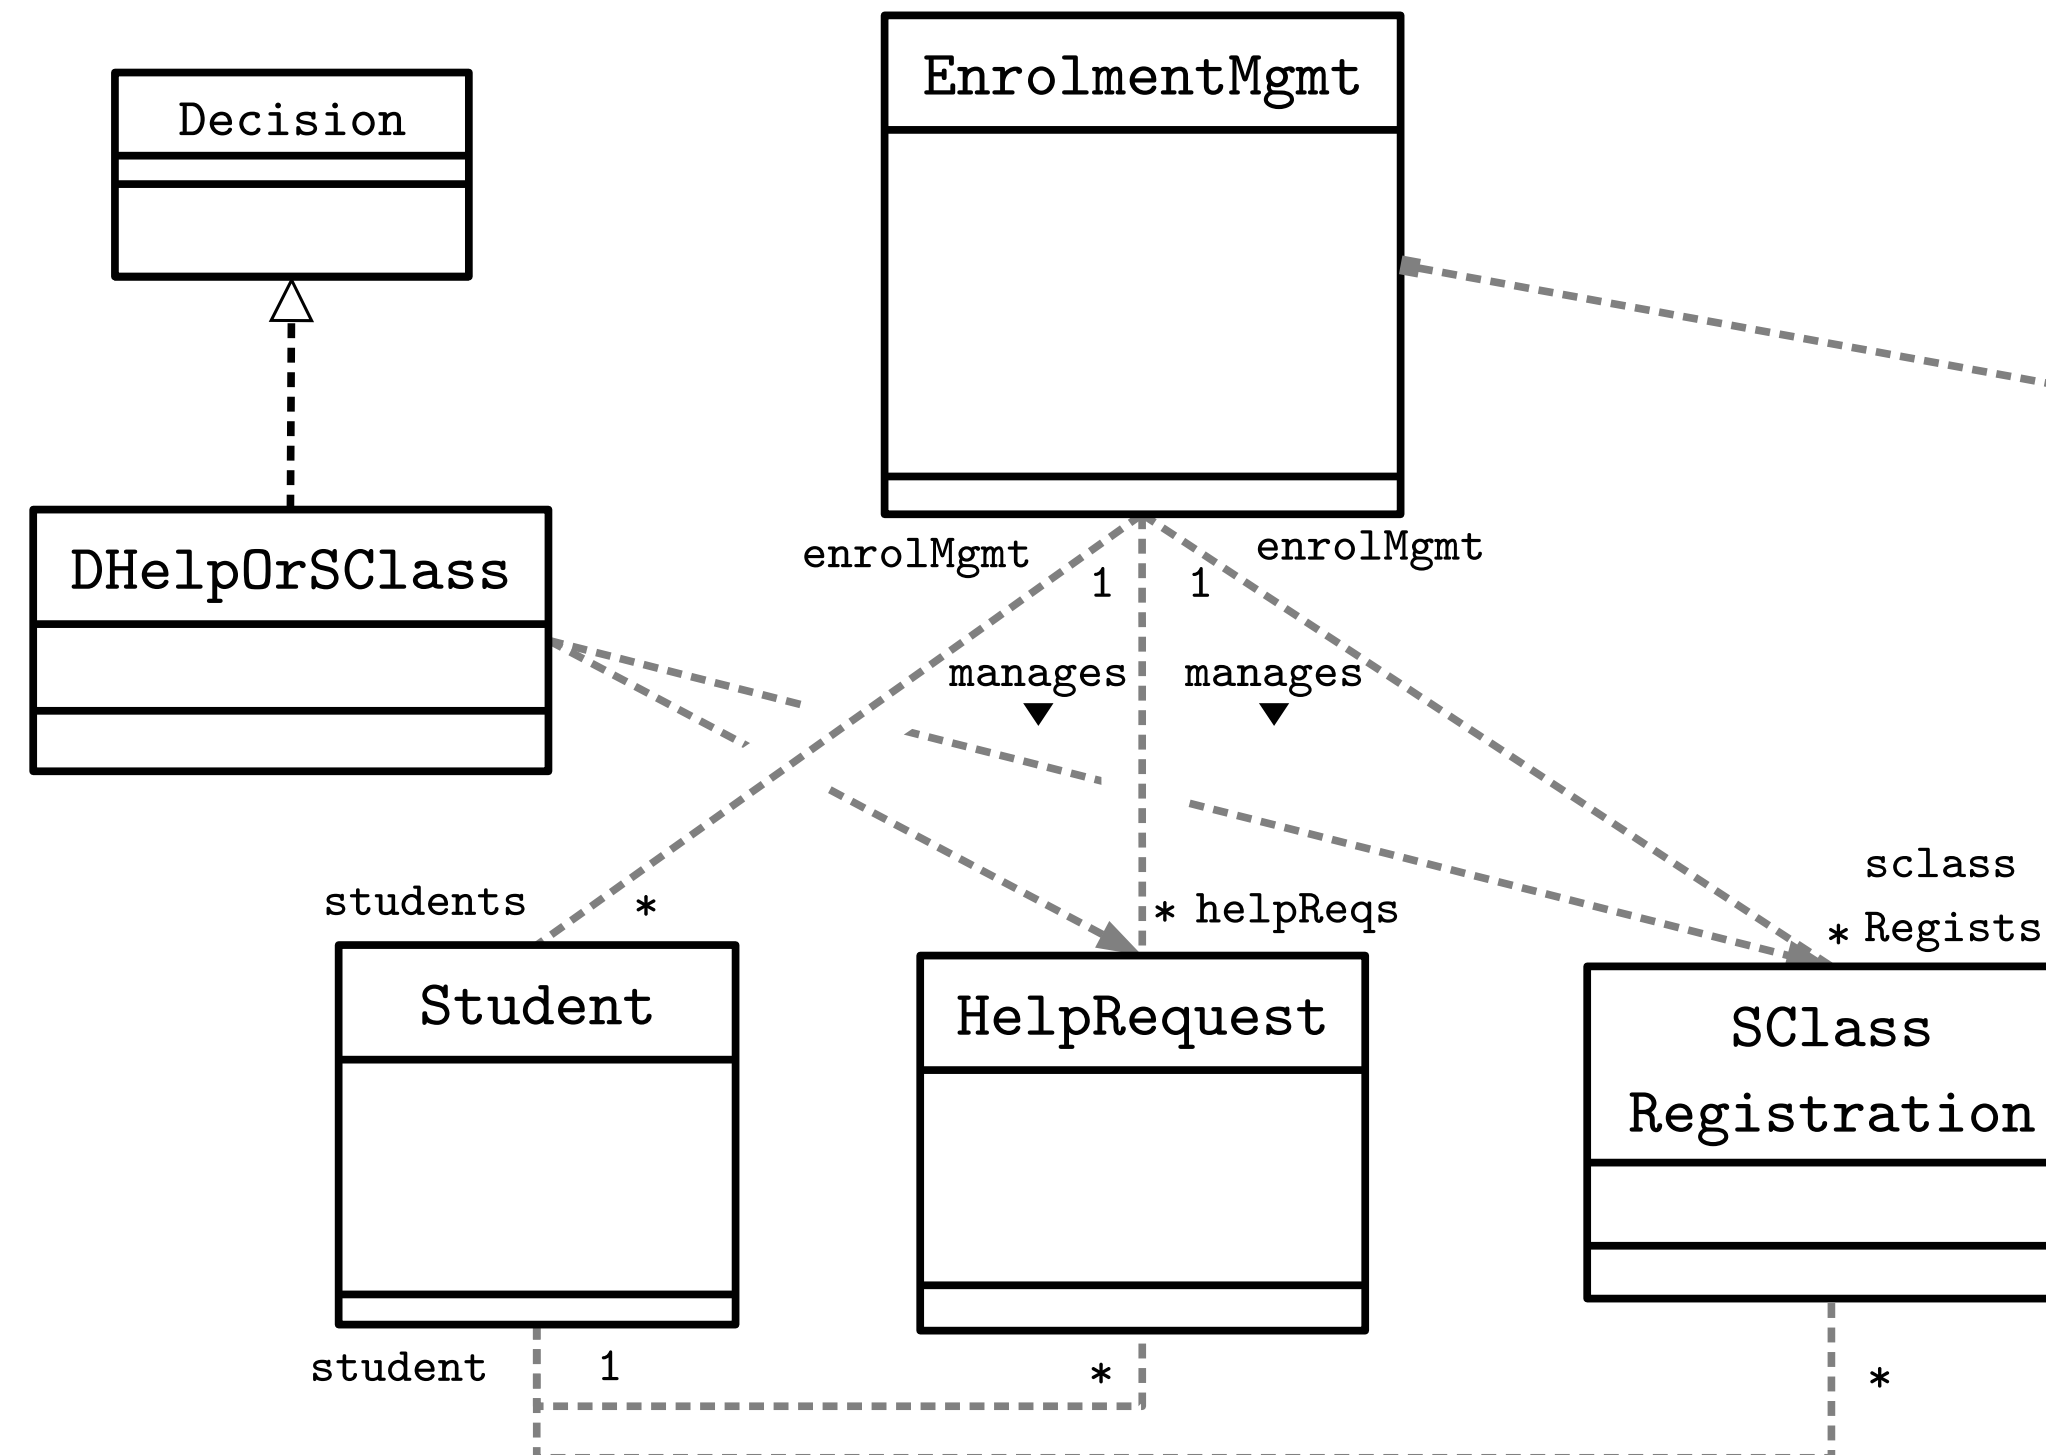 EnrolmentMgmt
Decision
DHelpOrSClass
enrolMgmt
enrolMgmt
1
1
manages
manages
students
*
* helpReqs
sclass
* Regists
Student
HelpRequest
SClass
Registration
student
1
*
*